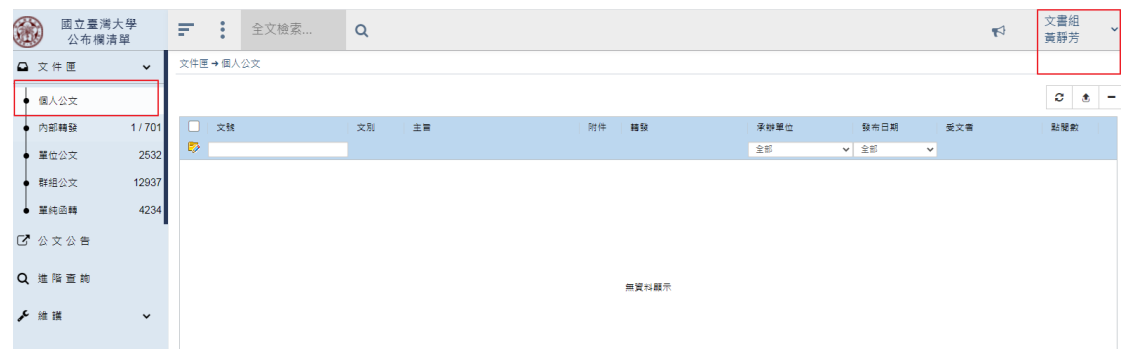 國立臺灣大學
公布欄清單
全文檢索...
文書組
黃靜芳
文件匣
文件匣 ➔ 個人公文
個人公文
內部轉發 1 / 701
單位公文 2532
群組公文 12937
單純函轉 4234
公文公告
進階查詢
維護
文號 文別 主旨 附件 轉發 承辦單位 發布日期 受文者 點閱數
全部 全部
無資料顯示